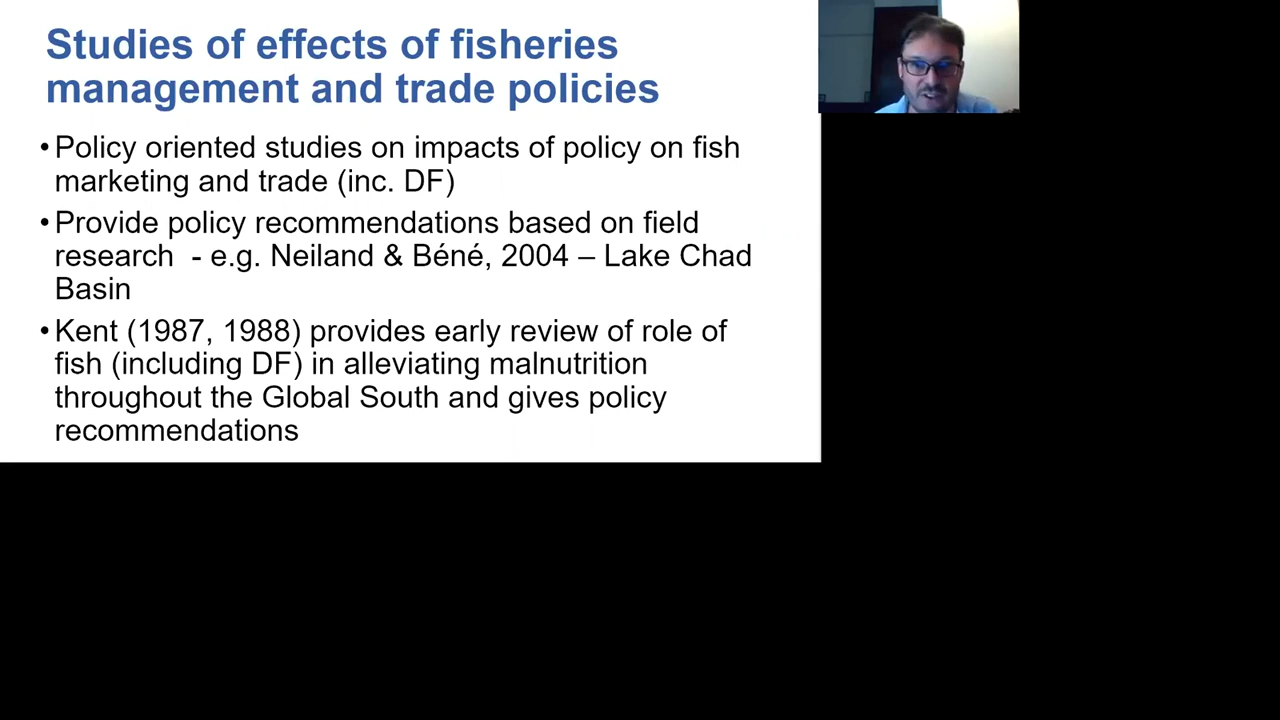 Studies of effects of fisheries
management and trade policies
•Policy oriented studies on impacts of policy on fish
marketing and trade (inc. DF)
•Provide policy recommendations based on field
research  - e.g. Neiland & Béné, 2004 – Lake Chad
Basin
•Kent (1987, 1988) provides early review of role of
fish (including DF) in alleviating malnutrition
throughout the Global South and gives policy
recommendations